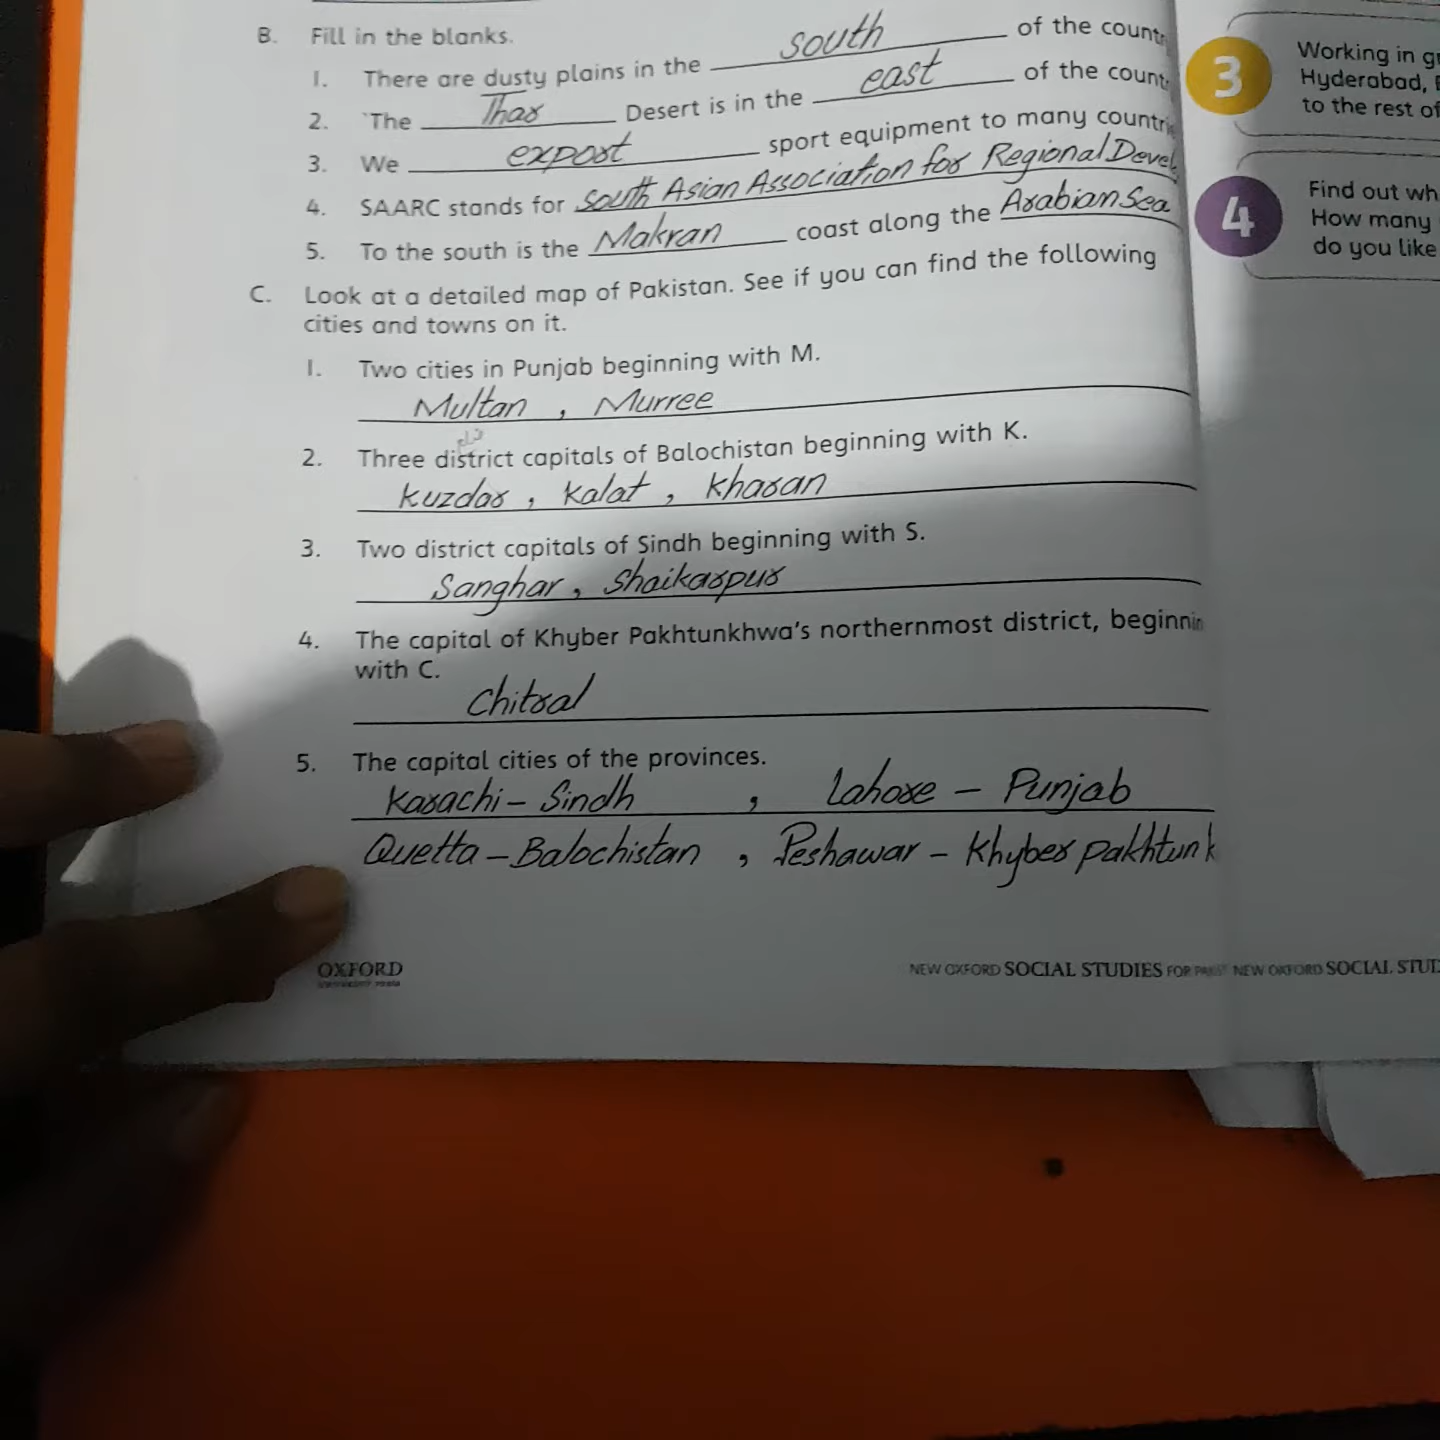 B. Fill in the blanks.
1. There are dusty plains in the south of the countr
2. The Thar Desert is in the east of the count
3. We export sport equipment to many countri
4. SAARC stands for South Asian Association for Regional Devel
5. To the south is the Makran coast along the Arabian Sea
C. Look at a detailed map of Pakistan. See if you can find the following
cities and towns on it.
1. Two cities in Punjab beginning with M.
Multan , Murree
2. Three district capitals of Balochistan beginning with K.
Kuzdar , Kalat , Kharan
3. Two district capitals of Sindh beginning with S.
Sanghar , Shaikarpur
4. The capital of Khyber Pakhtunkhwa's northernmost district, beginnin
with C.
Chitral
5. The capital cities of the provinces.
Karachi – Sindh , Lahore – Punjab
Quetta – Balochistan , Peshawar – Khyber pakhtunk
OXFORD
NEW OXFORD SOCIAL STUDIES FOR
3
Working in g
Hyderabad,
to the rest of
4
Find out wh
How many
do you like
NEW OXFORD SOCIAL STUD